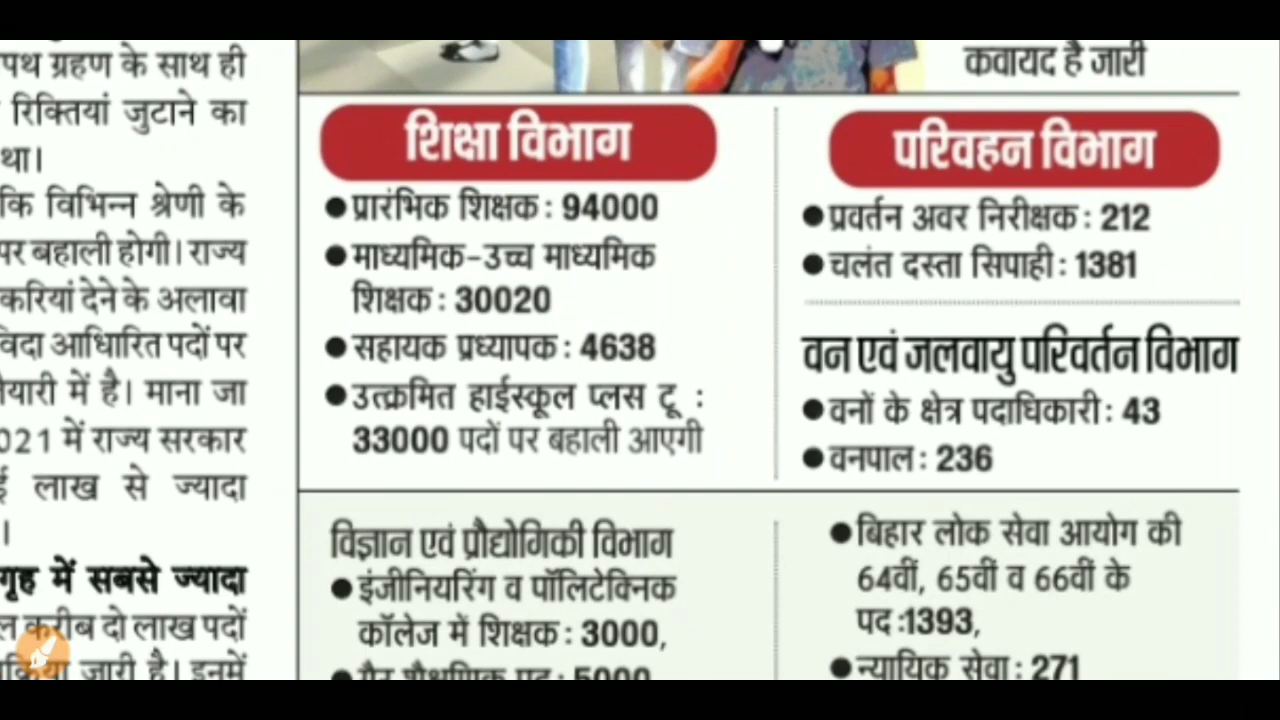 पथ ग्रहण के साथ ही
रिक्तियां जुटाने का
था।
कि विभिन्न श्रेणी के
पर बहाली होगी। राज्य
करियां देने के अलावा
विदा आधारित पदों पर
तैयारी में है। माना जा
021 में राज्य सरकार
ई लाख से ज्यादा
।
गृह में सबसे ज्यादा
करीब दो लाख पदों
जारी है। इनमें
कवायद है जारी
शिक्षा विभाग
●प्रारंभिक शिक्षक: 94000
●माध्यमिक-उच्च माध्यमिक
शिक्षक: 30020
●सहायक प्रध्यापक: 4638
●उत्क्रमित हाईस्कूल प्लस टू :
33000 पदों पर बहाली आएगी
परिवहन विभाग
●प्रवर्तन अवर निरीक्षक: 212
●चलंत दस्ता सिपाही: 1381
वन एवं जलवायु परिवर्तन विभाग
●वनों के क्षेत्र पदाधिकारी: 43
●वनपाल: 236
विज्ञान एवं प्रौद्योगिकी विभाग
●इंजीनियरिंग व पॉलिटेक्निक
कॉलेज में शिक्षक: 3000,
●गैर शैक्षणिक पद: 5000
●बिहार लोक सेवा आयोग की
64वीं, 65वीं व 66वीं के
पद :1393,
●न्यायिक सेवा: 271